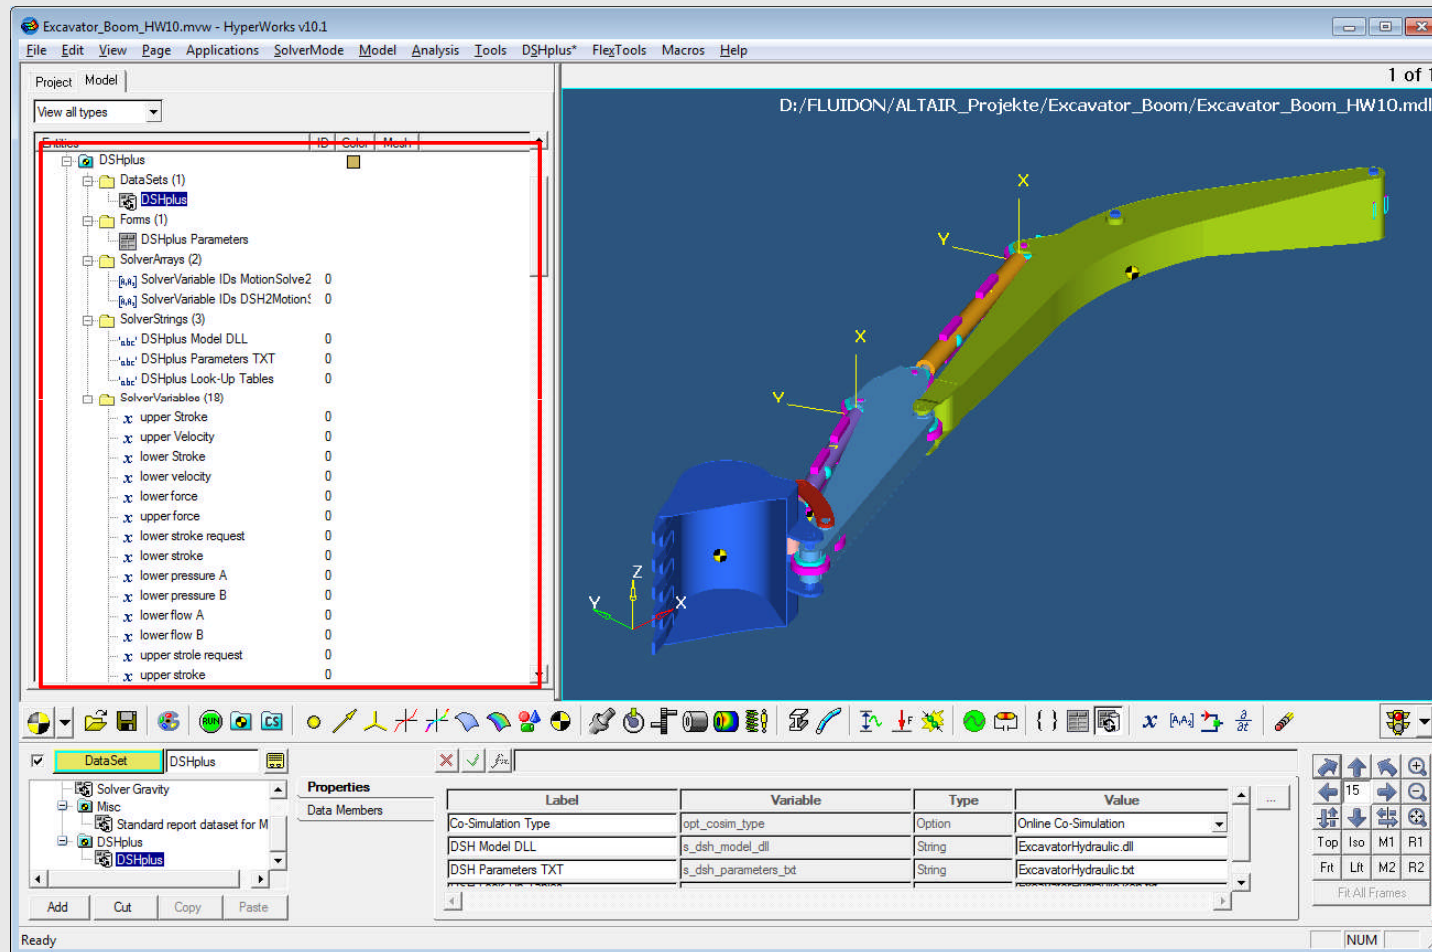 Excavator_Boom_HW10.mvw - HyperWorks v10.1
File Edit View Page Applications SolverMode Model Analysis Tools DSHplus* FlexTools Macros Help
Project Model
1 of 1
View all types
D:/FLUIDON/ALTAIR_Projekte/Excavator_Boom/Excavator_Boom_HW10.mdl
Entities ID Color Mesh
DSHplus
DataSets (1)
DSHplus
Forms (1)
DSHplus Parameters
SolverArrays (2)
SolverVariable IDs MotionSolve2 0
SolverVariable IDs DSH2MotionS 0
SolverStrings (3)
DSHplus Model DLL 0
DSHplus Parameters TXT 0
DSHplus Look-Up Tables 0
SolverVariables (18)
upper Stroke 0
upper Velocity 0
lower Stroke 0
lower velocity 0
lower force 0
upper force 0
lower stroke request 0
lower stroke 0
lower pressure A 0
lower pressure B 0
lower flow A 0
lower flow B 0
upper strole request 0
upper stroke 0
X
Y
X
Y
Z
Y
X
RUN
CS
DataSet DSHplus
Solver Gravity
Misc
Standard report dataset for M
DSHplus
DSHplus
Add Cut Copy Paste
Properties
Data Members
Label Variable Type Value
Co-Simulation Type opt_cosim_type Option Online Co-Simulation
DSH Model DLL s_dsh_model_dll String ExcavatorHydraulic.dll
DSH Parameters TXT s_dsh_parameters_txt String ExcavatorHydraulic.txt
...
15
Top Iso M1 R1
Frt Lft M2 R2
Fit All Frames
Ready
NUM